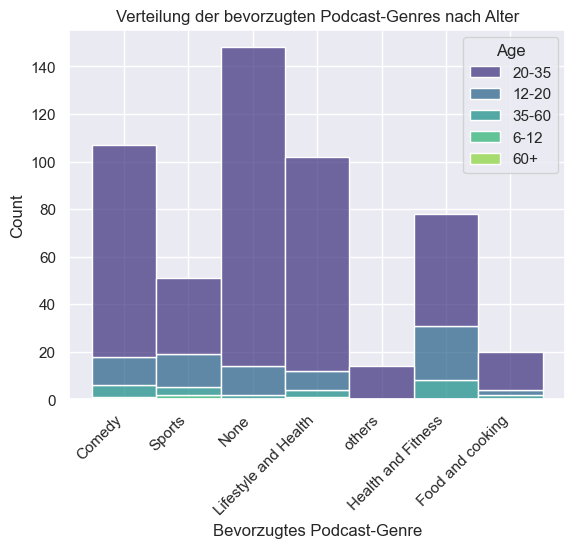 Verteilung der bevorzugten Podcast-Genres nach Alter
Age
20-35
12-20
35-60
6-12
60+
Count
140
120
100
80
60
40
20
0
Comedy
Sports
None
Lifestyle and Health
others
Health and Fitness
Food and cooking
Bevorzugtes Podcast-Genre